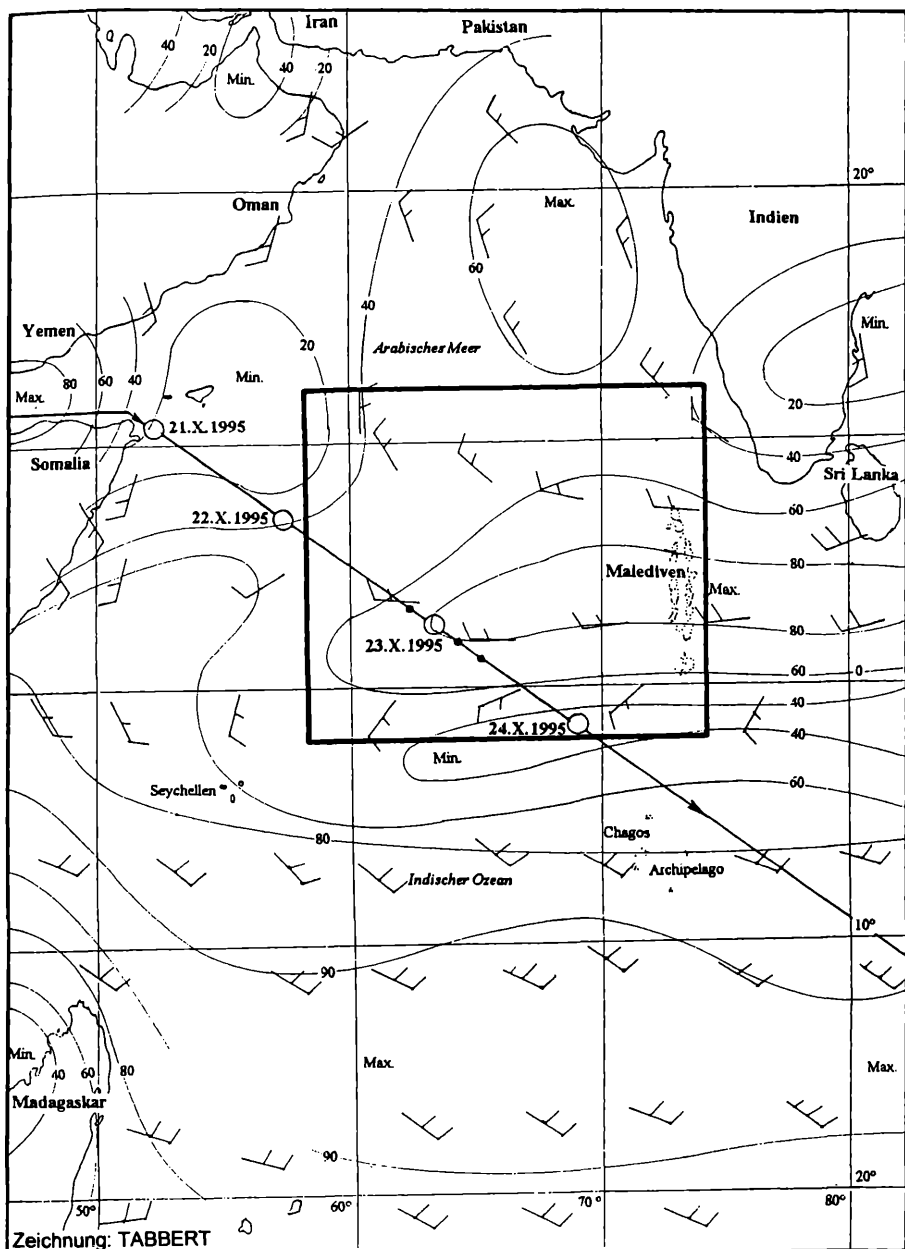 Iran
Pakistan
40
20
Min.
40
20
20°
Max.
Oman
Indien
60
40
Yemen
20
Min.
80
60
40
Arabisches Meer
Min.
Max.
20
21.X.1995
Somalia
40
Sri Lanka
60
22.X.1995
80
Malediven
Max.
23.X.1995
80
60
0
24.X.1995
40
40
Min.
60
Seychellen
80
Chagos
Archipelago
Indischer Ozean
10°
90
Min.
40
60
80
Max.
Max.
Madagaskar
90
20°
50°
60°
70°
80°
Zeichnung: TABBERT